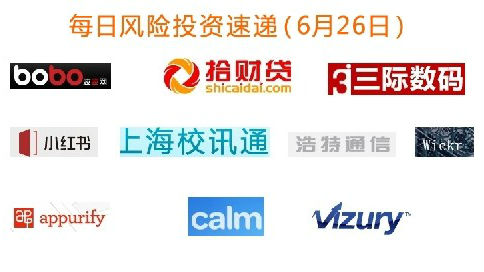 每日风险投资速递(6月26日)
bobo
拾财贷
shicaidai.com
三际数码
小红书
上海校讯通
浩特通信
Wickr
appurify
calm
Vizury™